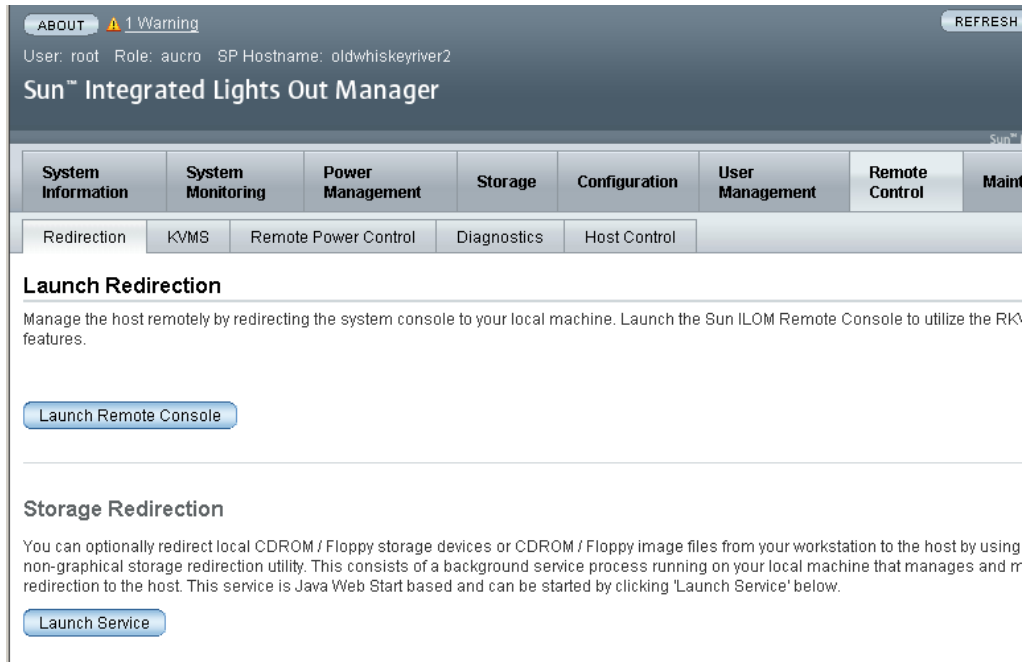 ABOUT 1 Warning REFRESH
User: root Role: aucro SP Hostname: oldwhiskeyriver2
Sun™ Integrated Lights Out Manager
Sun™
System Information System Monitoring Power Management Storage Configuration User Management Remote Control
Redirection KVMS Remote Power Control Diagnostics Host Control
Launch Redirection
Manage the host remotely by redirecting the system console to your local machine. Launch the Sun ILOM Remote Console to utilize the
features.
Launch Remote Console
Storage Redirection
You can optionally redirect local CDROM / Floppy storage devices or CDROM / Floppy image files from your workstation to the host by using
non-graphical storage redirection utility. This consists of a background service process running on your local machine that manages and
redirection to the host. This service is Java Web Start based and can be started by clicking 'Launch Service' below.
Launch Service